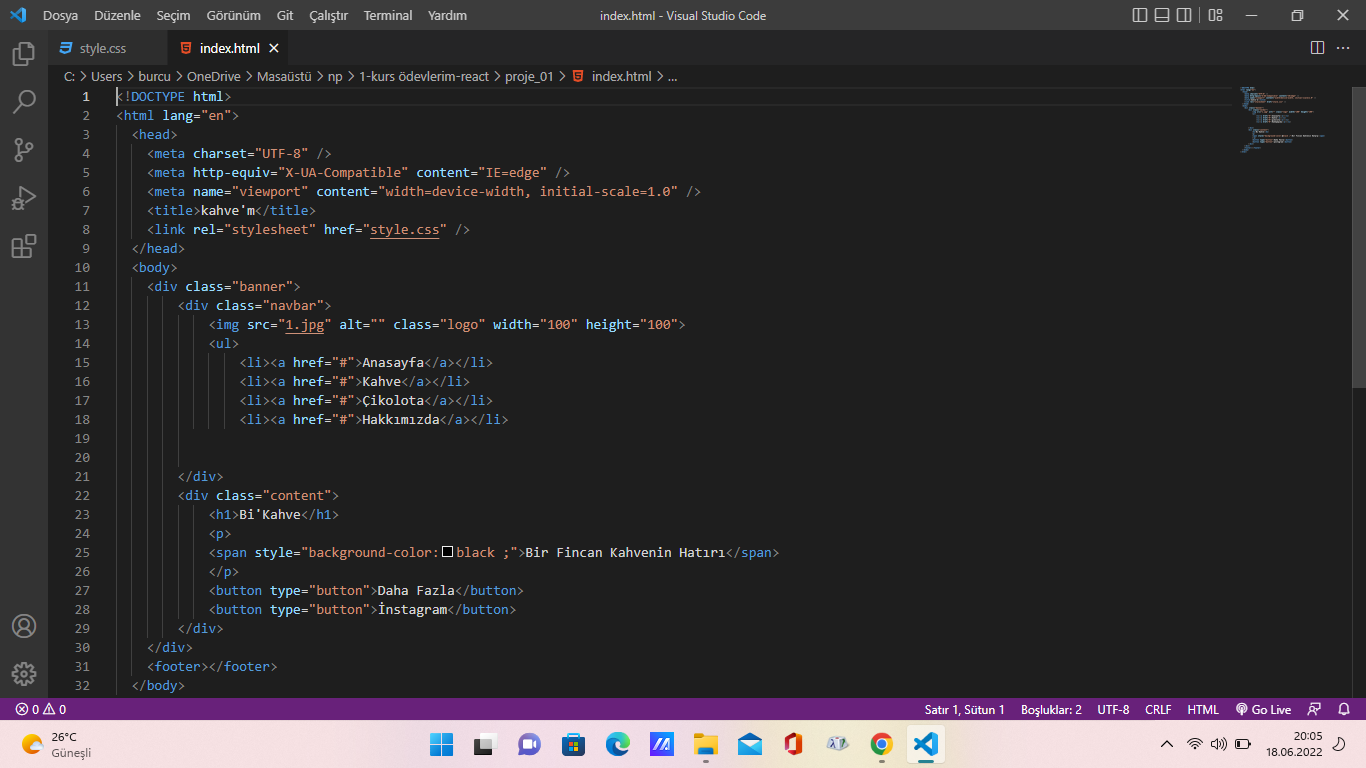 Dosya Düzenle Seçim Görünüm Git Çalıştır Terminal Yardım index.html - Visual Studio Code
style.css index.html
C: > Users > burcu > OneDrive > Masaüstü > np > 1-kurs ödevlerim-react > proje_01 > index.html > ...
1 <!DOCTYPE html>
2 <html lang="en">
3 <head>
4 <meta charset="UTF-8" />
5 <meta http-equiv="X-UA-Compatible" content="IE=edge" />
6 <meta name="viewport" content="width=device-width, initial-scale=1.0" />
7 <title>kahve'm</title>
8 <link rel="stylesheet" href="style.css" />
9 </head>
10 <body>
11 <div class="banner">
12 <div class="navbar">
13 <img src="1.jpg" alt="" class="logo" width="100" height="100">
14 <ul>
15 <li><a href="#">Anasayfa</a></li>
16 <li><a href="#">Kahve</a></li>
17 <li><a href="#">Çikolota</a></li>
18 <li><a href="#">Hakkımızda</a></li>
19
20
21 </div>
22 <div class="content">
23 <h1>Bi'Kahve</h1>
24 <p>
25 <span style="background-color:black ;">Bir Fincan Kahvenin Hatırı</span>
26 </p>
27 <button type="button">Daha Fazla</button>
28 <button type="button">İnstagram</button>
29 </div>
30 </div>
31 <footer></footer>
32 </body>
0 0 Satır 1, Sütun 1 Boşluklar: 2 UTF-8 CRLF HTML Go Live
26°C
Güneşli
20:05
18.06.2022